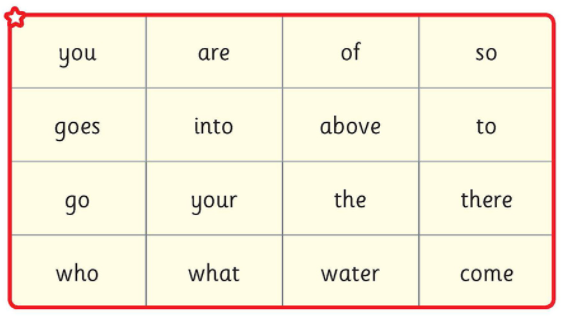 you are of so
goes into above to
go your the there
who what water come